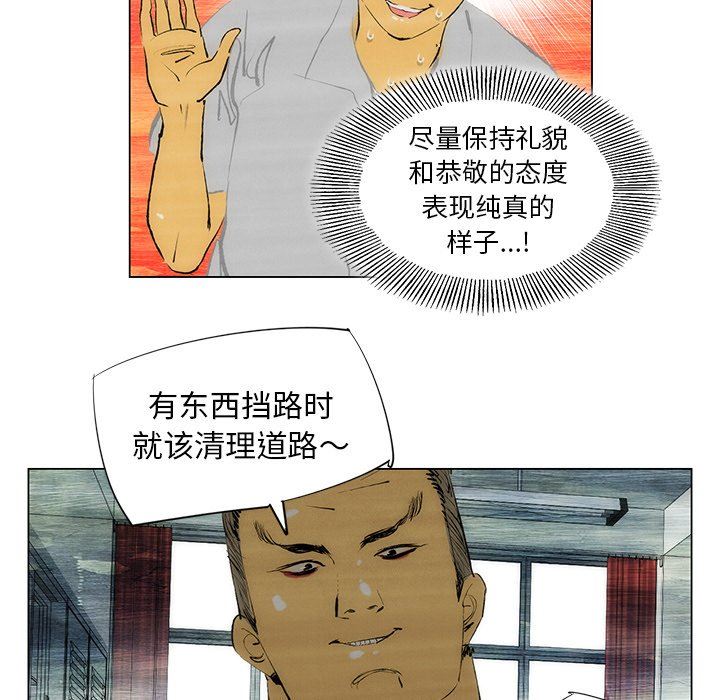 尽量保持礼貌
和恭敬的态度
表现纯真的
样子...!
有东西挡路时
就该清理道路～